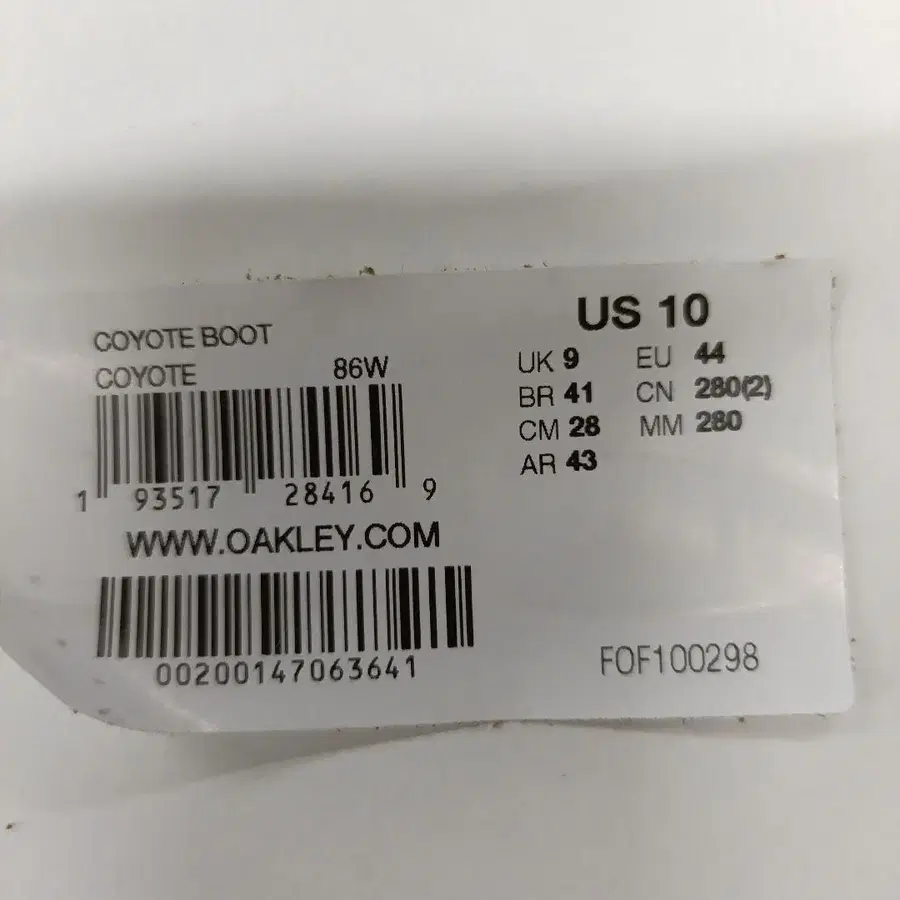 COYOTE BOOT
COYOTE 86W
1 93517 28416 9
WWW.OAKLEY.COM
00200147063641
US 10
UK 9 EU 44
BR 41 CN 280(2)
CM 28 MM 280
AR 43
FOF100298